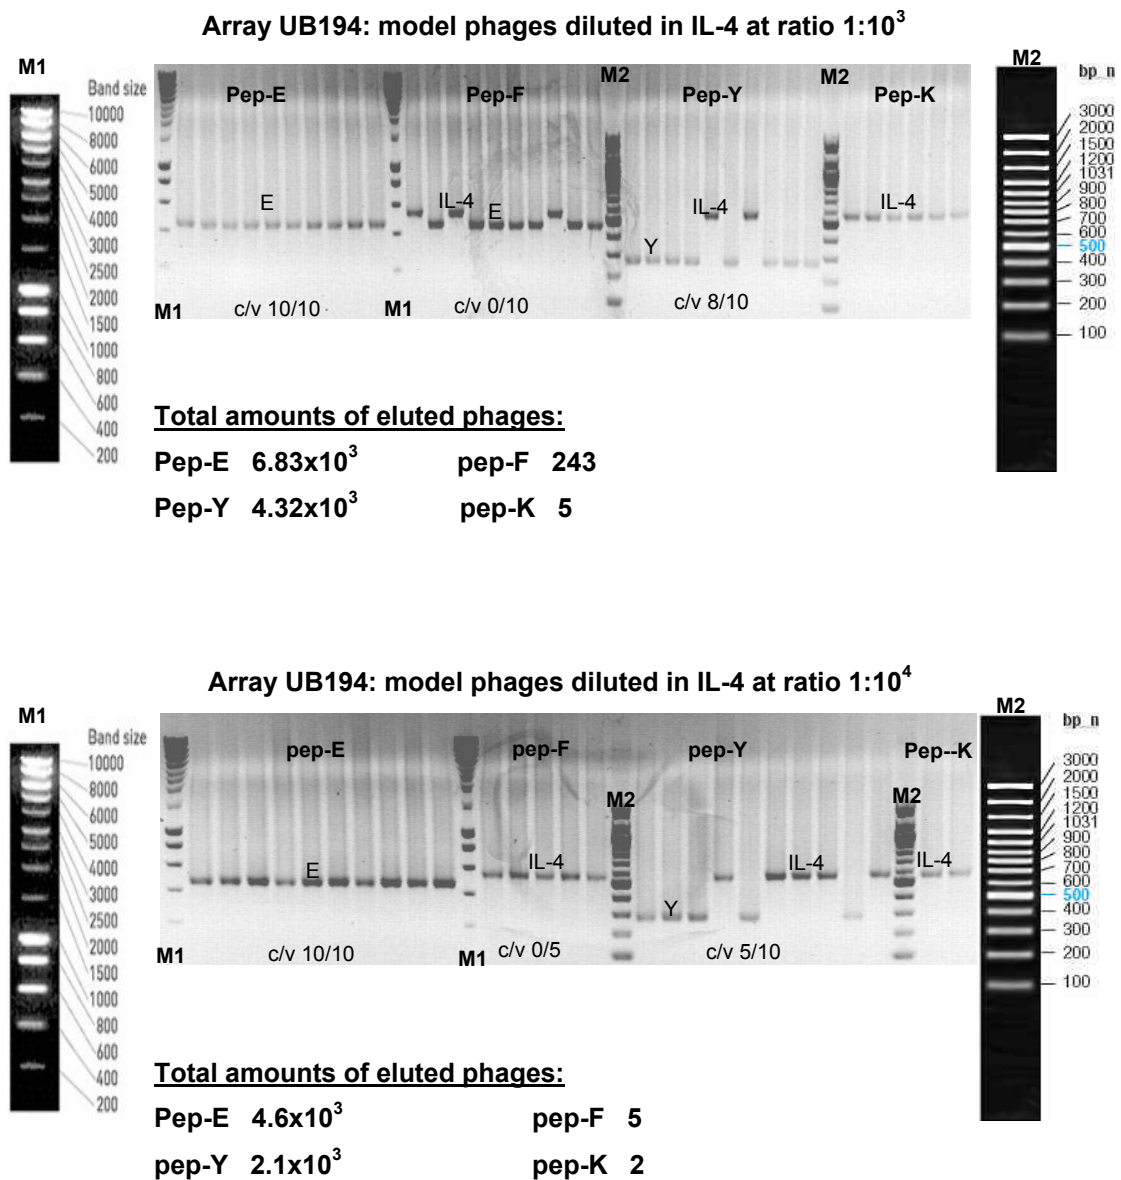 Array UB194: model phages diluted in IL-4 at ratio 1:10³
M1
Band size
10000
8000
6000
5000
4000
3000
2500
2000
1500
1000
800
600
400
200
Pep-E
Pep-F
M2
Pep-Y
M2
Pep-K
E
IL-4
E
IL-4
Y
IL-4
M1
c/v 10/10
M1
c/v 0/10
c/v 8/10
M2
bp n
3000
2000
1500
1200
1031
900
800
700
600
500
400
300
200
100
Total amounts of eluted phages:
Pep-E 6.83x10³ pep-F 243
Pep-Y 4.32x10³ pep-K 5
Array UB194: model phages diluted in IL-4 at ratio 1:10⁴
M1
Band size
10000
8000
6000
5000
4000
3000
2500
2000
1500
1000
800
600
400
200
pep-E
pep-F
M2
pep-Y
M2
Pep--K
E
IL-4
Y
IL-4
IL-4
M1
c/v 10/10
M1
c/v 0/5
c/v 5/10
M2
bp n
3000
2000
1500
1200
1031
900
800
700
600
500
400
300
200
100
Total amounts of eluted phages:
Pep-E 4.6x10³ pep-F 5
pep-Y 2.1x10³ pep-K 2